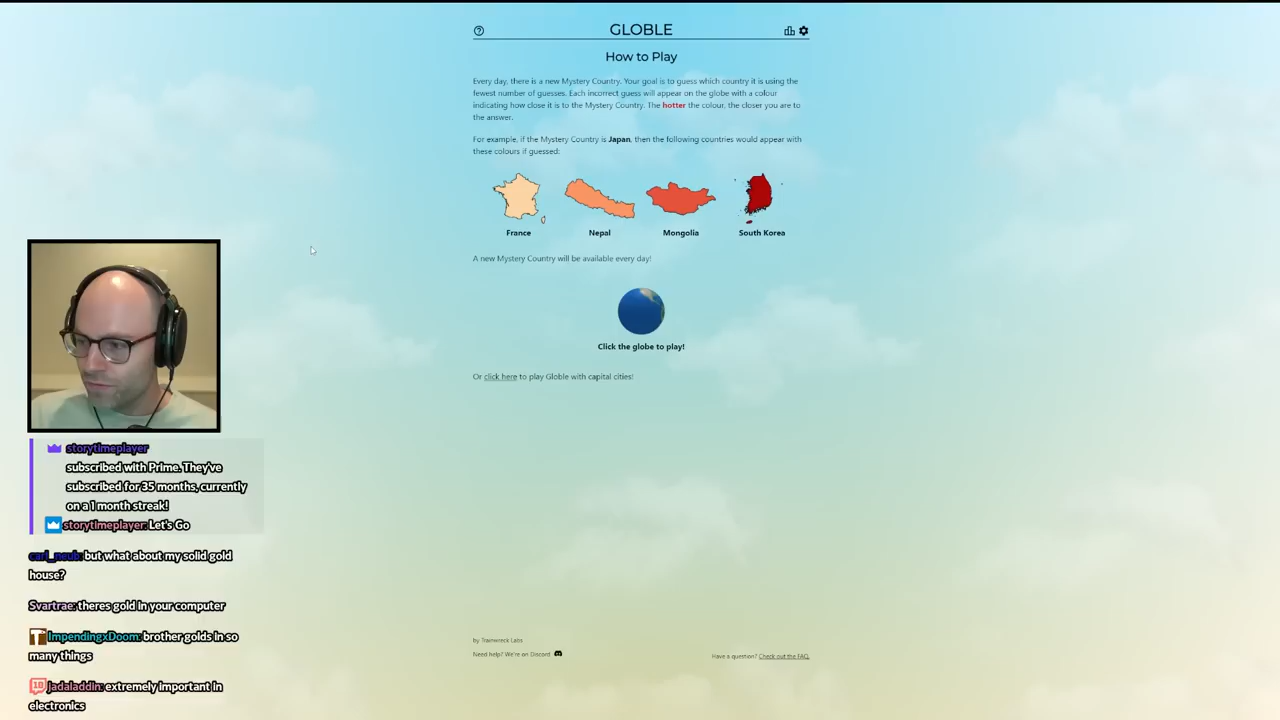 GLOBLE
How to Play
Every day, there is a new Mystery Country. Your goal is to guess which country it is using the
fewest number of guesses. Each incorrect guess will appear on the globe with a colour
indicating how close it is to the Mystery Country. The hotter the colour, the closer you are to
the answer.
For example, if the Mystery Country is Japan, then the following countries would appear with
these colours if guessed:
France
Nepal
Mongolia
South Korea
A new Mystery Country will be available every day!
Click the globe to play!
Or click here to play Globle with capital cities!
by Trainwreck Labs
Need help? We're on Discord
Have a question? Check out the FAQ.
storytimeplayer
subscribed with Prime. They've
subscribed for 35 months, currently
on a 1 month streak!
storytimeplayer: Let's Go
carl_neub: but what about my solid gold
house?
Svartrae: theres gold in your computer
ImpendingxDoom: brother golds in so
many things
jadaladdin: extremely important in
electronics